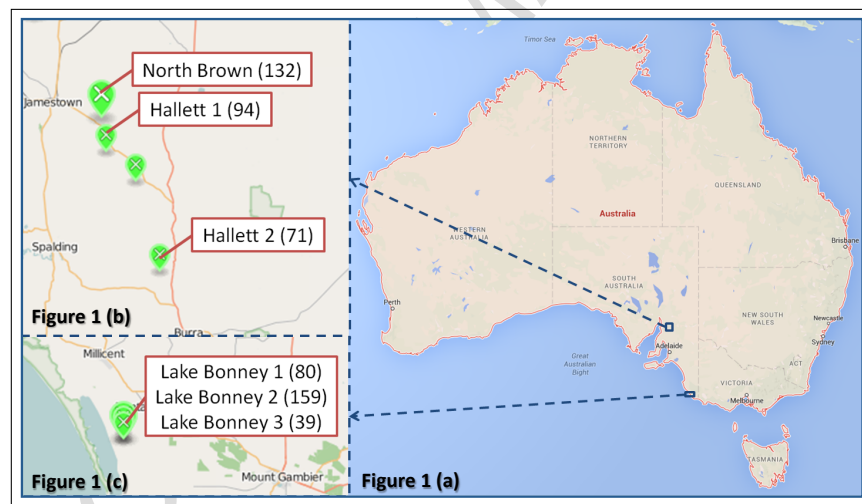 North Brown (132)
Jamestown
Hallett 1 (94)
Hallett 2 (71)
Spalding
Figure 1 (b)
Burra
Millicent
Lake Bonney 1 (80)
Lake Bonney 2 (159)
Lake Bonney 3 (39)
Figure 1 (c)
Mount Gambier
Timor Sea
NORTHERN
TERRITORY
QUEENSLAND
Australia
WESTERN
AUSTRALIA
Brisbane
SOUTH
AUSTRALIA
Perth
NEW SOUTH
WALES
Newcastle
Sydney
Great
Australian
Bight
Adelaide
ACT
VICTORIA
Melbourne
TASMANIA
Figure 1 (a)